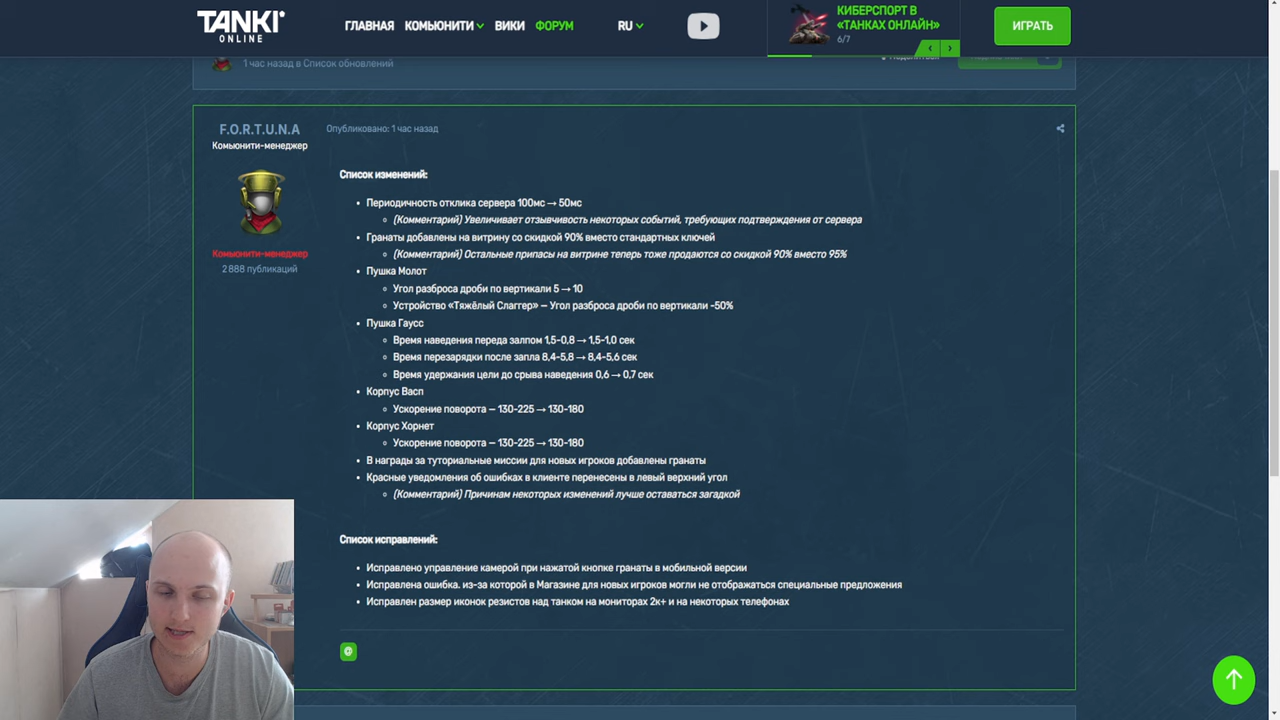 TANKI
ONLINE
ГЛАВНАЯ
КОМЬЮНИТИ
ВИКИ
ФОРУМ
RU
КИБЕРСПОРТ В
«ТАНКАХ ОНЛАЙН»
6/7
ИГРАТЬ
1 час назад в Список обновлений
F.O.R.T.U.N.A
Комьюнити-менеджер
Комьюнити-менеджер
2 888 публикаций
Опубликовано: 1 час назад
Список изменений:
Периодичность отклика сервера 100мс → 50мс
(Комментарий) Увеличивает отзывчивость некоторых событий, требующих подтверждения от сервера
Гранаты добавлены на витрину со скидкой 90% вместо стандартных ключей
(Комментарий) Остальные припасы на витрине теперь тоже продаются со скидкой 90% вместо 95%
Пушка Молот
Угол разброса дроби по вертикали 5 → 10
Устройство «Тяжёлый Слаггер» — Угол разброса дроби по вертикали -50%
Пушка Гаусс
Время наведения переда залпом 1,5-0,8 → 1,5-1,0 сек
Время перезарядки после запла 8,4-5,8 → 8,4-5,6 сек
Время удержания цели до срыва наведения 0,6 → 0,7 сек
Корпус Васп
Ускорение поворота — 130-225 → 130-180
Корпус Хорнет
Ускорение поворота — 130-225 → 130-180
В награды за туториальные миссии для новых игроков добавлены гранаты
Красные уведомления об ошибках в клиенте перенесены в левый верхний угол
(Комментарий) Причинам некоторых изменений лучше оставаться загадкой
Список исправлений:
Исправлено управление камерой при нажатой кнопке гранаты в мобильной версии
Исправлена ошибка. из-за которой в Магазине для новых игроков могли не отображаться специальные предложения
Исправлен размер иконок резистов над танком на мониторах 2к+ и на некоторых телефонах
@